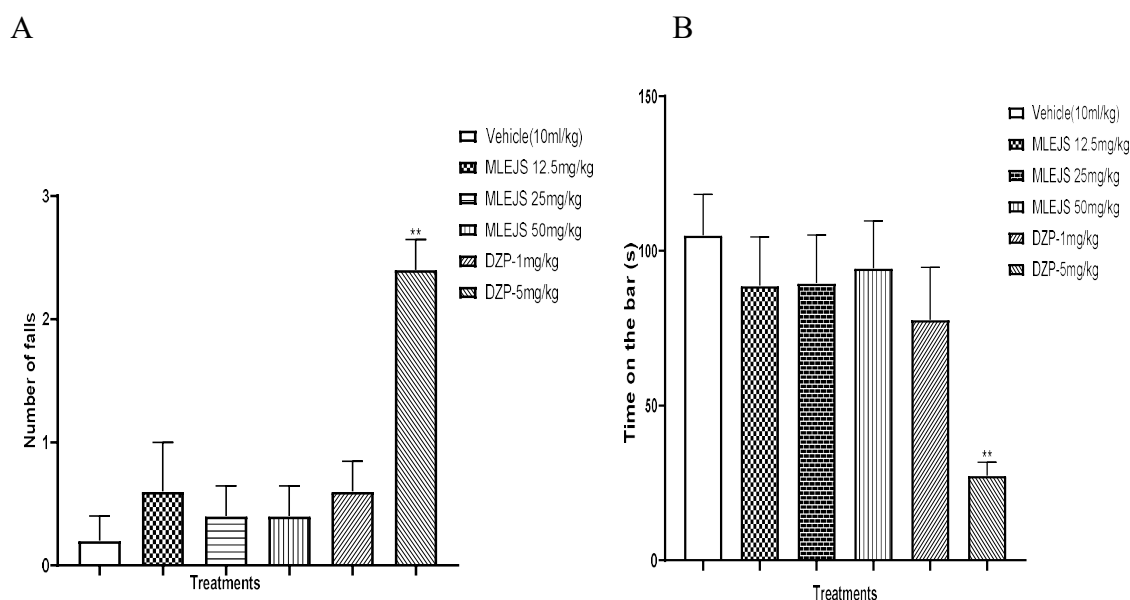 A
B
Vehicle(10ml/kg)
MLEJS 12.5mg/kg
MLEJS 25mg/kg
MLEJS 50mg/kg
DZP-1mg/kg
DZP-5mg/kg
3
2
1
0
Number of falls
**
Treatments
Vehicle(10ml/kg)
MLEJS 12.5mg/kg
MLEJS 25mg/kg
MLEJS 50mg/kg
DZP-1mg/kg
DZP-5mg/kg
150
100
50
0
Time on the bar (s)
**
Treatments